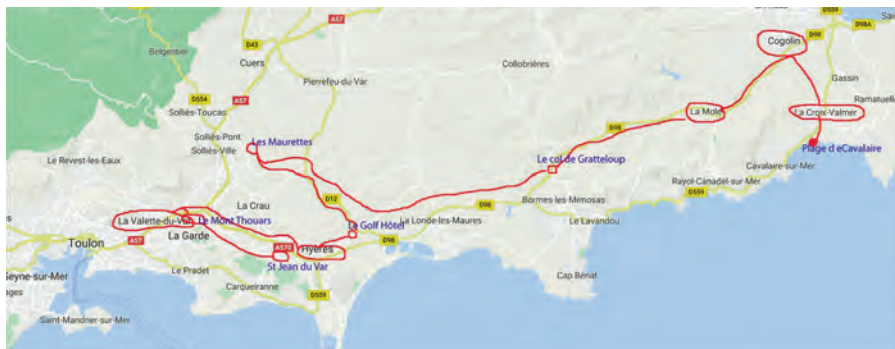 D559
D98
D98A
Cogolin
A57
D43
Belgentier
Cuers
Collobrières
Gassin
Pierrefeu-du-Var
D554
A57
Ramatuelle
Solliès-Toucas
La Mole
La Croix-Valmer
D98
Solliès-Pont
Les Maurettes
Solliès-Ville
Plage d eCavalaire
Le Revest-les-Eaux
Le col de Gratteloup
Cavalaire-sur-Mer
Rayol-Canadel-sur-Mer
D559
D12
La Crau
Bormes-les-Mimosas
D98
La Valette-du-Var
Le Mont Thouars
La Londe-les-Maures
Le Golf Hôtel
Le Lavandou
La Garde
Toulon
A57
A570
Hyères
D98
St Jean du Var
Le Pradet
Seyne-sur-Mer
Cap Bénat
Carqueiranne
D559
Saint-Mandrier-sur-Mer